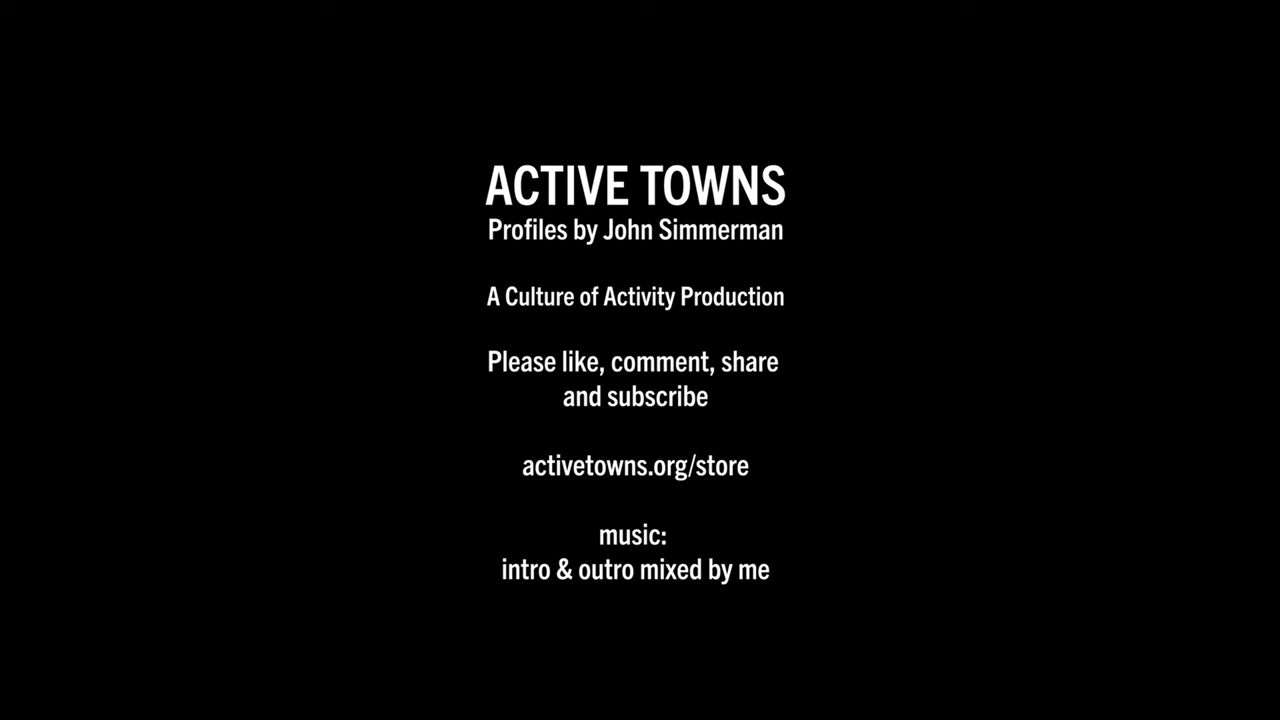 ACTIVE TOWNS
Profiles by John Simmerman
A Culture of Activity Production
Please like, comment, share
and subscribe
activetowns.org/store
music:
intro & outro mixed by me